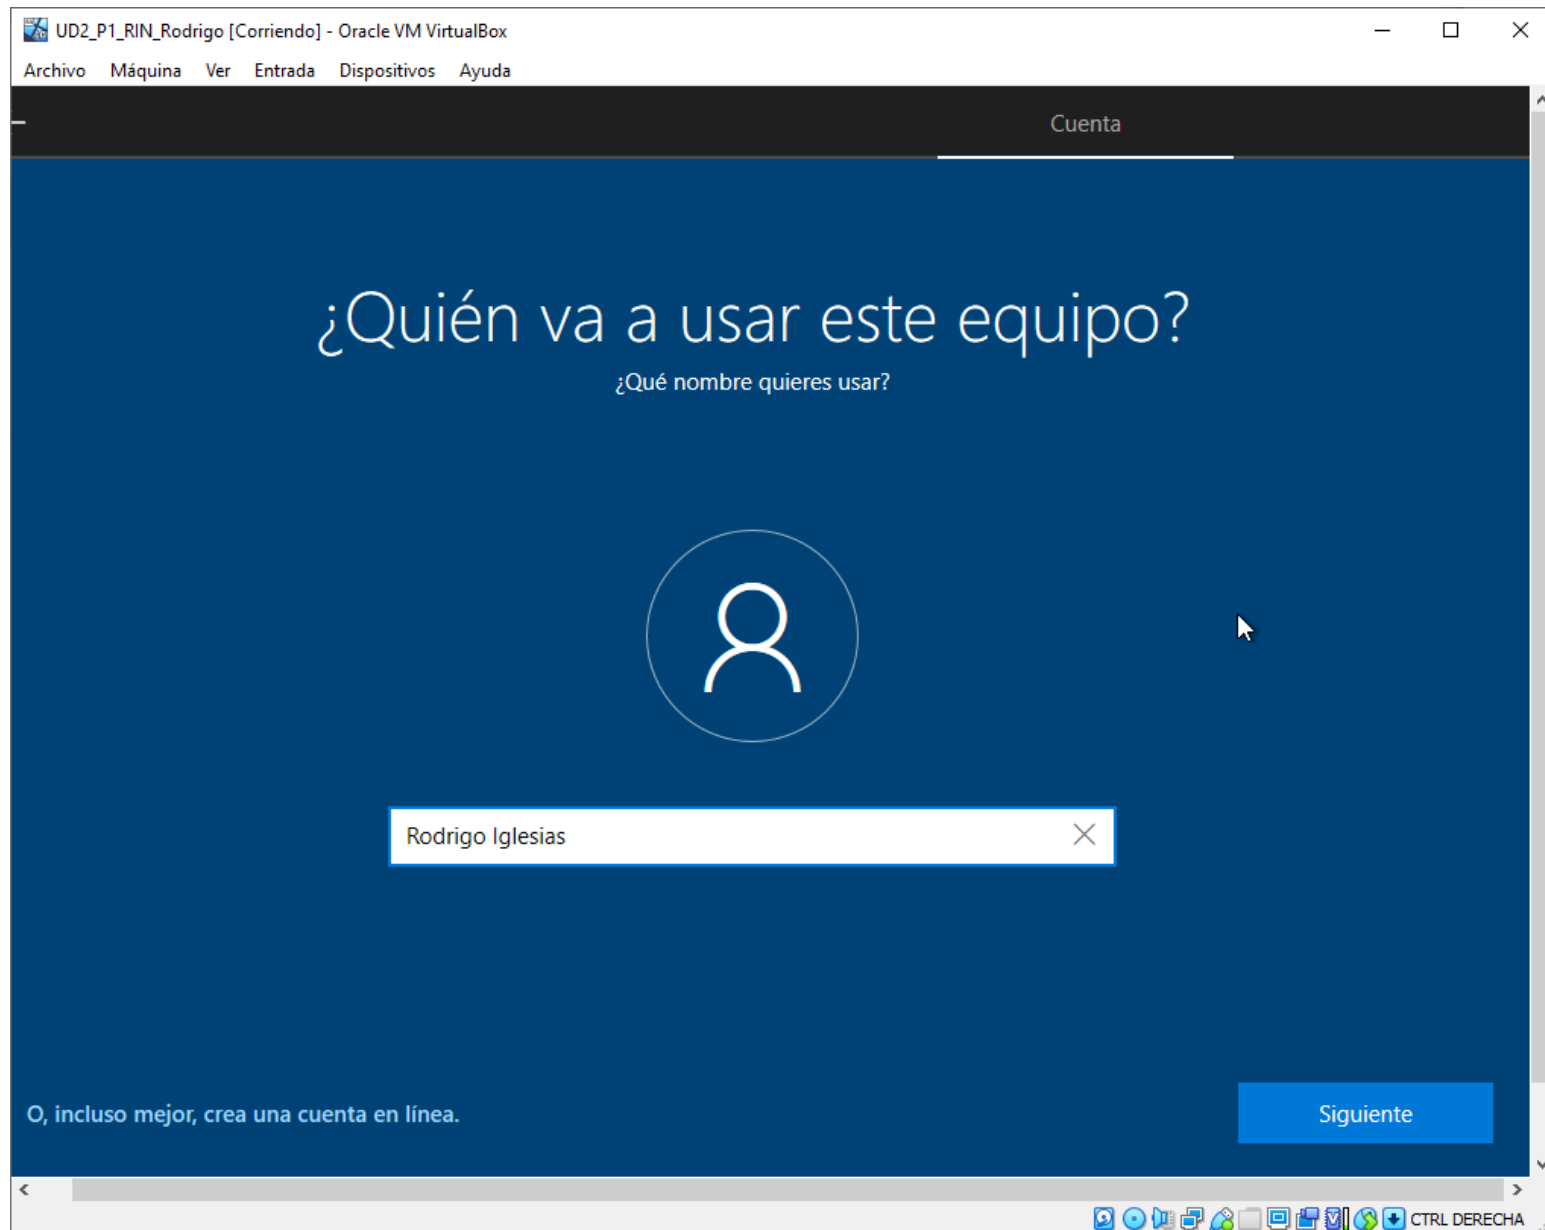 UD2_P1_RIN_Rodrigo [Corriendo] - Oracle VM VirtualBox
Archivo Máquina Ver Entrada Dispositivos Ayuda
Cuenta
¿Quién va a usar este equipo?
¿Qué nombre quieres usar?
Rodrigo Iglesias
O, incluso mejor, crea una cuenta en línea.
Siguiente
CTRL DERECHA